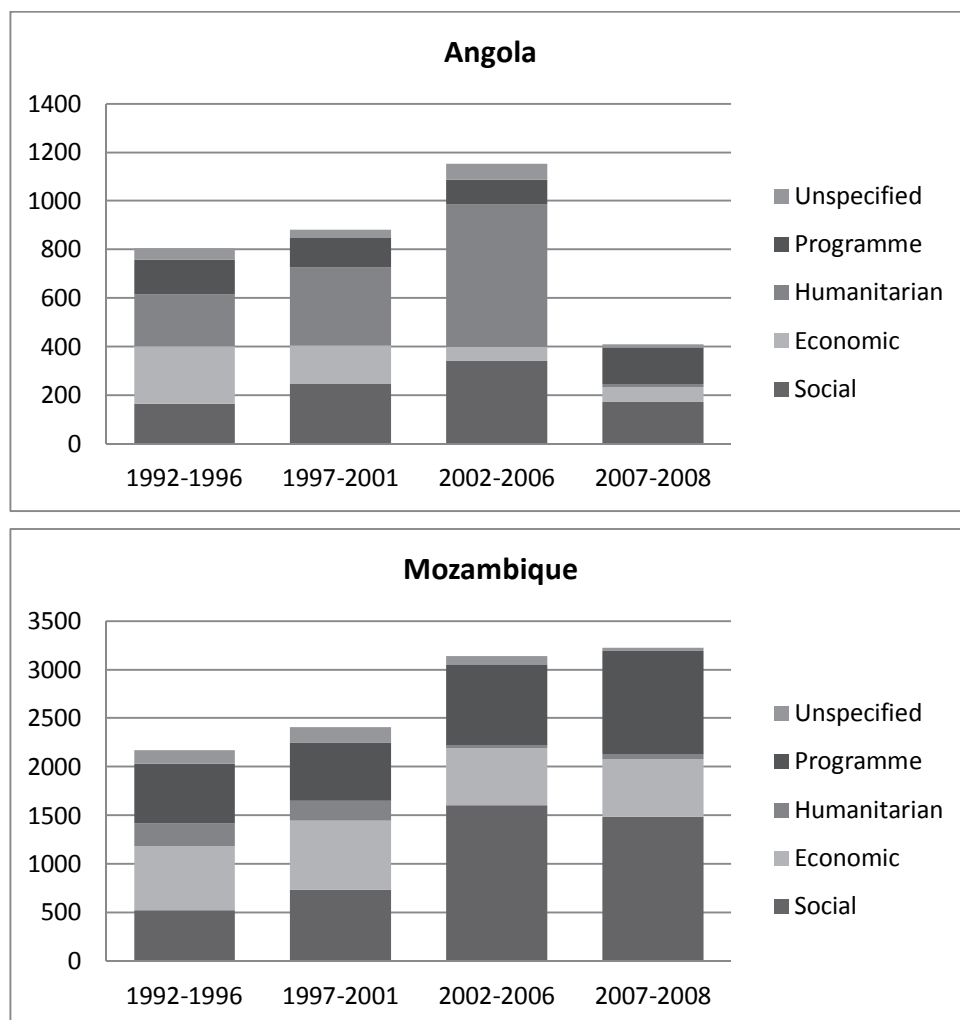 Angola
1400
1200
1000
800
600
400
200
0
1992-1996 1997-2001 2002-2006 2007-2008
Unspecified
Programme
Humanitarian
Economic
Social
Mozambique
3500
3000
2500
2000
1500
1000
500
0
1992-1996 1997-2001 2002-2006 2007-2008
Unspecified
Programme
Humanitarian
Economic
Social